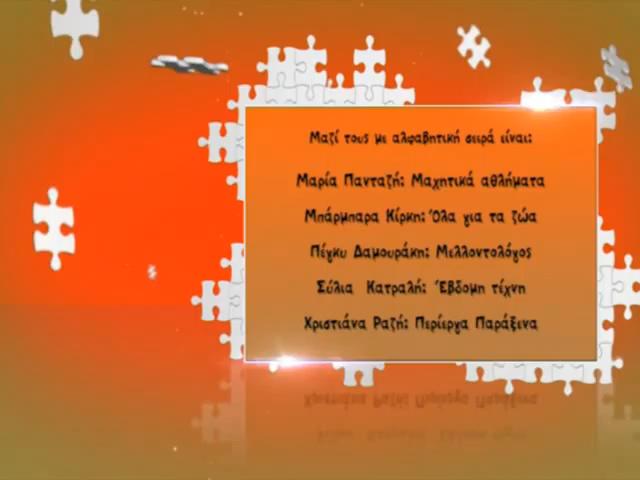 Μαζί τους με αλφαβητική σειρά είναι:
Μαρία Πανταζή: Μαχητικά αθλήματα
Μπάρμπαρα Κίρκη: Όλα για τα ζώα
Πέγκυ Δαμουράκη: Μελλοντολόγος
Σύλια Κατραλή: Έβδομη τέχνη
Χριστιάνα Ραζή: Περίεργα Παράξενα